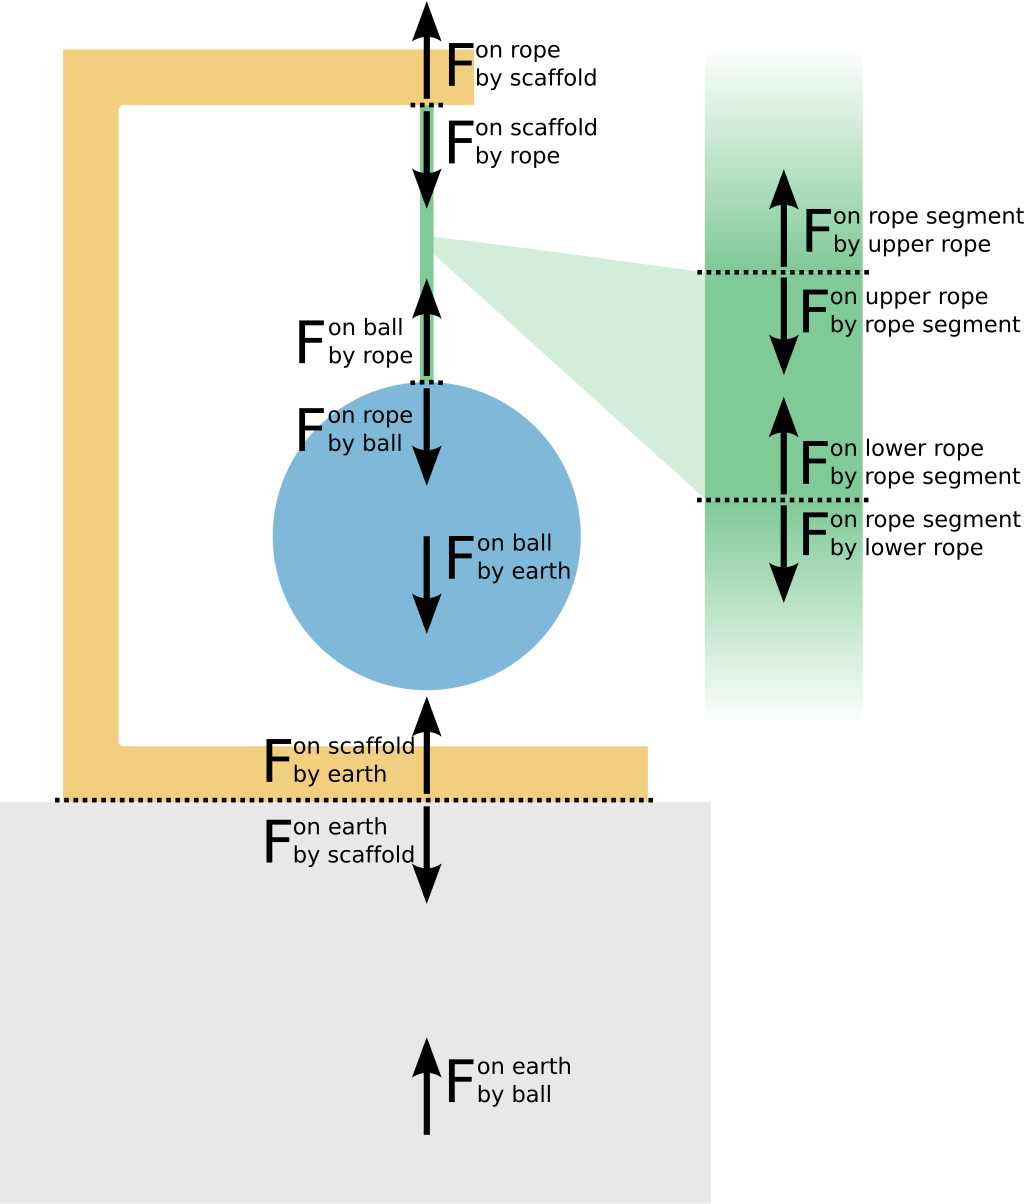 F on rope
by scaffold
F on scaffold
by rope
F on rope segment
by upper rope
F on upper rope
by rope segment
F on ball
by rope
F on rope
by ball
F on lower rope
by rope segment
F on rope segment
by lower rope
F on ball
by earth
F on scaffold
by earth
F on earth
by scaffold
F on earth
by ball